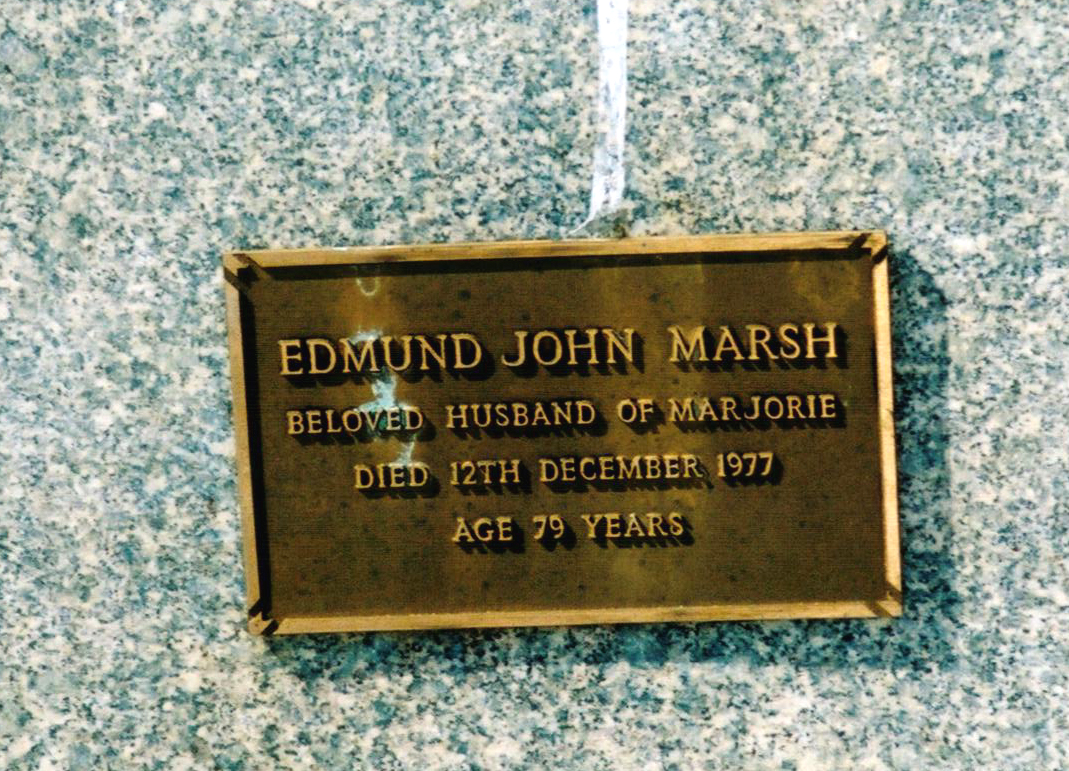 EDMUND JOHN MARSH
BELOVED HUSBAND OF MARJORIE
DIED 12TH DECEMBER 1977
AGE 79 YEARS